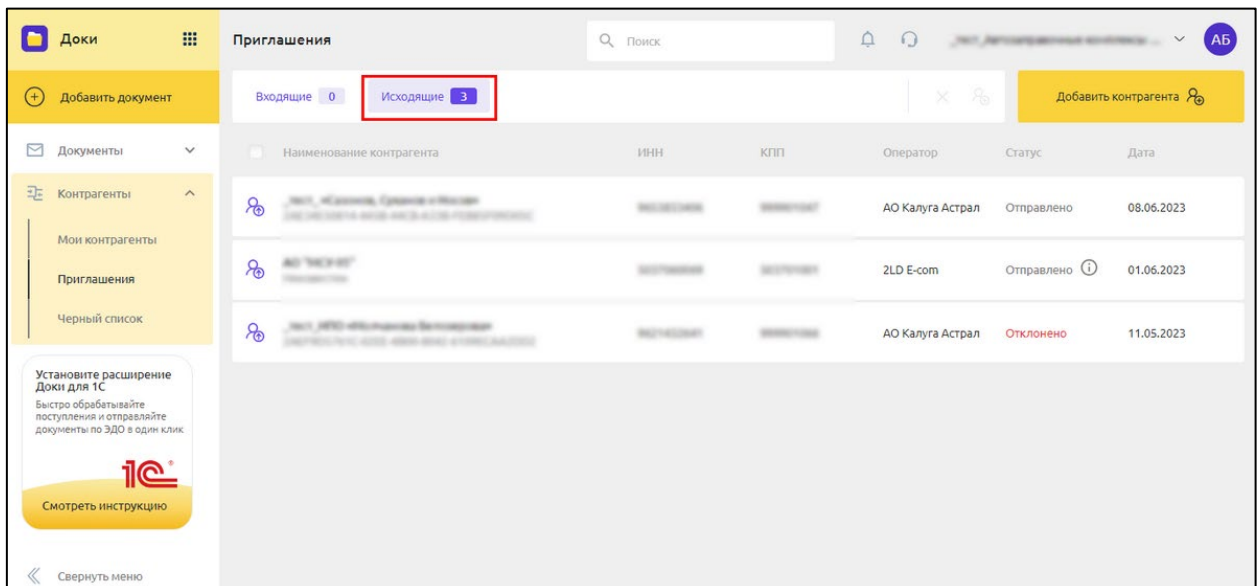 Доки
Приглашения
Поиск
АБ
Добавить документ
Входящие 0
Исходящие 3
Добавить контрагента
Документы
Наименование контрагента
ИНН
КПП
Оператор
Статус
Дата
Контрагенты
АО Калуга Астрал
Отправлено
08.06.2023
Мои контрагенты
2LD E-com
Отправлено
01.06.2023
Приглашения
Черный список
АО Калуга Астрал
Отклонено
11.05.2023
Установите расширение
Доки для 1С
Быстро обрабатывайте
поступления и отправляйте
документы по ЭДО в один клик
1С
Смотреть инструкцию
Свернуть меню